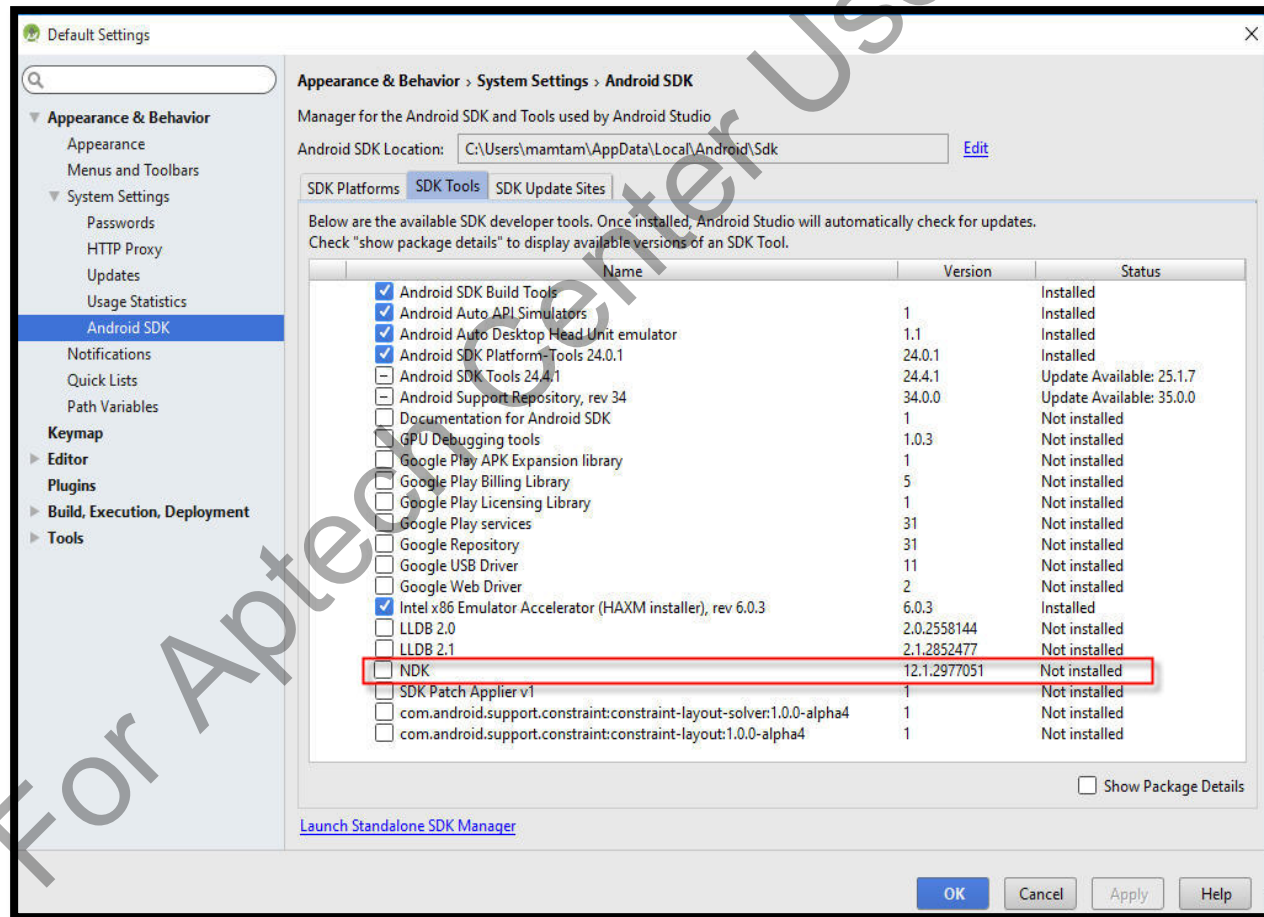 Default Settings
Appearance & Behavior
Appearance
Menus and Toolbars
System Settings
Passwords
HTTP Proxy
Updates
Usage Statistics
Android SDK
Notifications
Quick Lists
Path Variables
Keymap
Editor
Plugins
Build, Execution, Deployment
Tools
Appearance & Behavior › System Settings › Android SDK
Manager for the Android SDK and Tools used by Android Studio
Android SDK Location: C:\Users\mamtam\AppData\Local\Android\Sdk Edit
SDK Platforms SDK Tools SDK Update Sites
Below are the available SDK developer tools. Once installed, Android Studio will automatically check for updates.
Check "show package details" to display available versions of an SDK Tool.
Name Version Status
Android SDK Build Tools Installed
Android Auto API Simulators 1 Installed
Android Auto Desktop Head Unit emulator 1.1 Installed
Android SDK Platform-Tools 24.0.1 24.0.1 Installed
Android SDK Tools 24.4.1 24.4.1 Update Available: 25.1.7
Android Support Repository, rev 34 34.0.0 Update Available: 35.0.0
Documentation for Android SDK 1 Not installed
GPU Debugging tools 1.0.3 Not installed
Google Play APK Expansion library 1 Not installed
Google Play Billing Library 5 Not installed
Google Play Licensing Library 1 Not installed
Google Play services 31 Not installed
Google Repository 31 Not installed
Google USB Driver 11 Not installed
Google Web Driver 2 Not installed
Intel x86 Emulator Accelerator (HAXM installer), rev 6.0.3 6.0.3 Installed
LLDB 2.0 2.0.2558144 Not installed
LLDB 2.1 2.1.2852477 Not installed
NDK 12.1.2977051 Not installed
SDK Patch Applier v1 1 Not installed
com.android.support.constraint:constraint-layout-solver:1.0.0-alpha4 1 Not installed
com.android.support.constraint:constraint-layout:1.0.0-alpha4 1 Not installed
Show Package Details
Launch Standalone SDK Manager
OK Cancel Apply Help
For Aptech Center Use